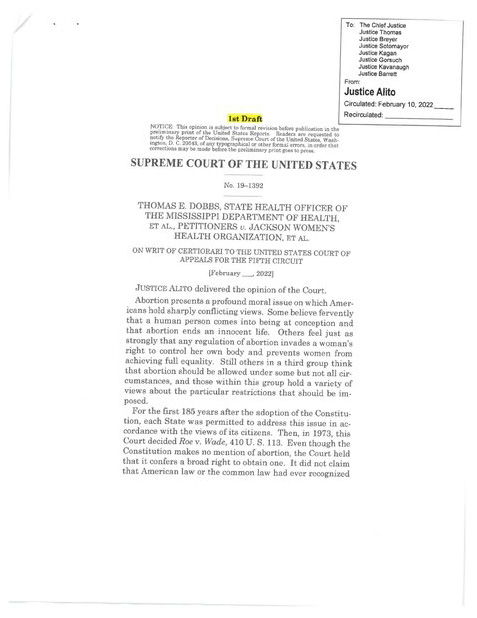 To: The Chief Justice
Justice Thomas
Justice Breyer
Justice Sotomayor
Justice Kagan
Justice Gorsuch
Justice Kavanaugh
Justice Barrett
From:
Justice Alito
Circulated: February 10, 2022
Recirculated:
1st Draft
NOTICE: This opinion is subject to formal revision before publication in the
preliminary print of the United States Reports. Readers are requested to
notify the Reporter of Decisions, Supreme Court of the United States, Wash-
ington, D. C. 20543, of any typographical or other formal errors, in order that
corrections may be made before the preliminary print goes to press.
SUPREME COURT OF THE UNITED STATES
No. 19–1392
THOMAS E. DOBBS, STATE HEALTH OFFICER OF
THE MISSISSIPPI DEPARTMENT OF HEALTH,
ET AL., PETITIONERS v. JACKSON WOMEN'S
HEALTH ORGANIZATION, ET AL.
ON WRIT OF CERTIORARI TO THE UNITED STATES COURT OF
APPEALS FOR THE FIFTH CIRCUIT
[February __, 2022]
JUSTICE ALITO delivered the opinion of the Court.
Abortion presents a profound moral issue on which Amer-
icans hold sharply conflicting views. Some believe fervently
that a human person comes into being at conception and
that abortion ends an innocent life. Others feel just as
strongly that any regulation of abortion invades a woman's
right to control her own body and prevents women from
achieving full equality. Still others in a third group think
that abortion should be allowed under some but not all cir-
cumstances, and those within this group hold a variety of
views about the particular restrictions that should be im-
posed.
For the first 185 years after the adoption of the Constitu-
tion, each State was permitted to address this issue in ac-
cordance with the views of its citizens. Then, in 1973, this
Court decided Roe v. Wade, 410 U. S. 113. Even though the
Constitution makes no mention of abortion, the Court held
that it confers a broad right to obtain one. It did not claim
that American law or the common law had ever recognized